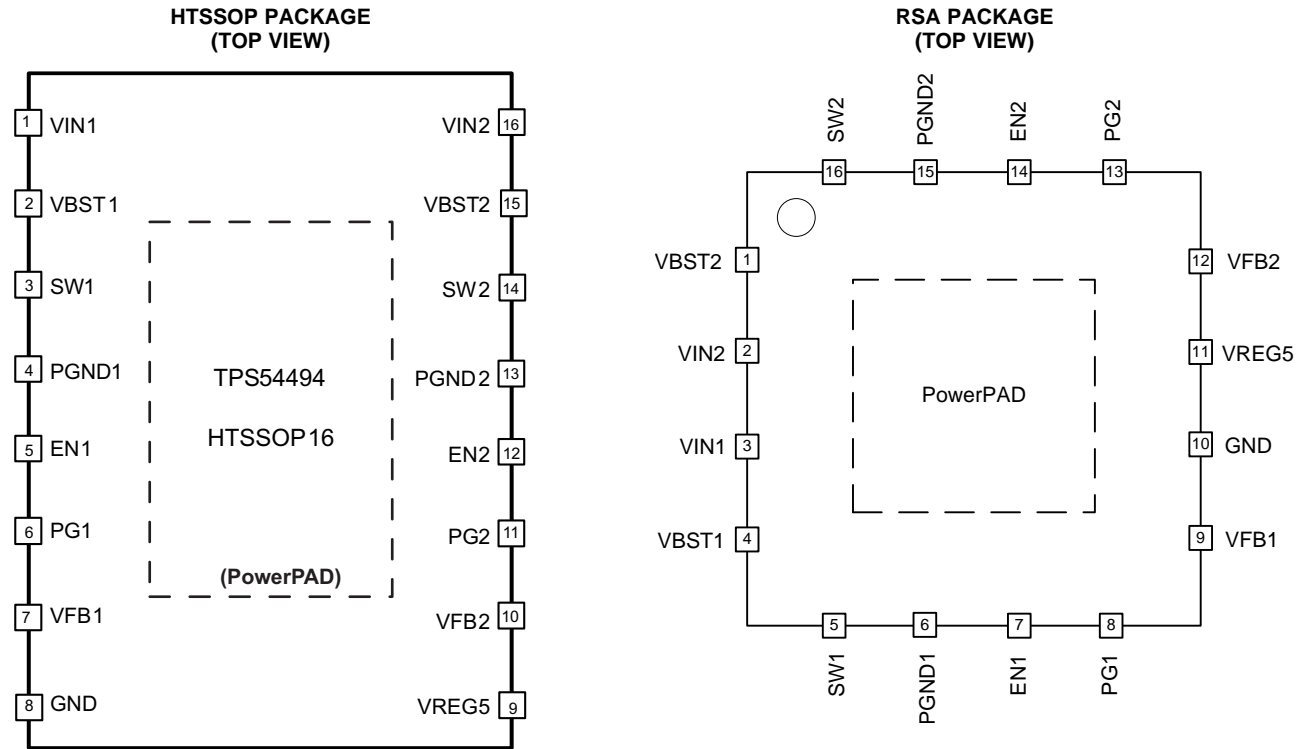 HTSSOP PACKAGE
(TOP VIEW)
1 VIN1
2 VBST1
3 SW1
4 PGND1
5 EN1
6 PG1
7 VFB1
8 GND
TPS54494
HTSSOP16
(PowerPAD)
VIN2 16
VBST2 15
SW2 14
PGND2 13
EN2 12
PG2 11
VFB2 10
VREG5 9
RSA PACKAGE
(TOP VIEW)
SW2 16
PGND2 15
EN2 14
PG2 13
VBST2 1
VIN2 2
VIN1 3
VBST1 4
PowerPAD
12 VFB2
11 VREG5
10 GND
9 VFB1
5 SW1
6 PGND1
7 EN1
8 PG1